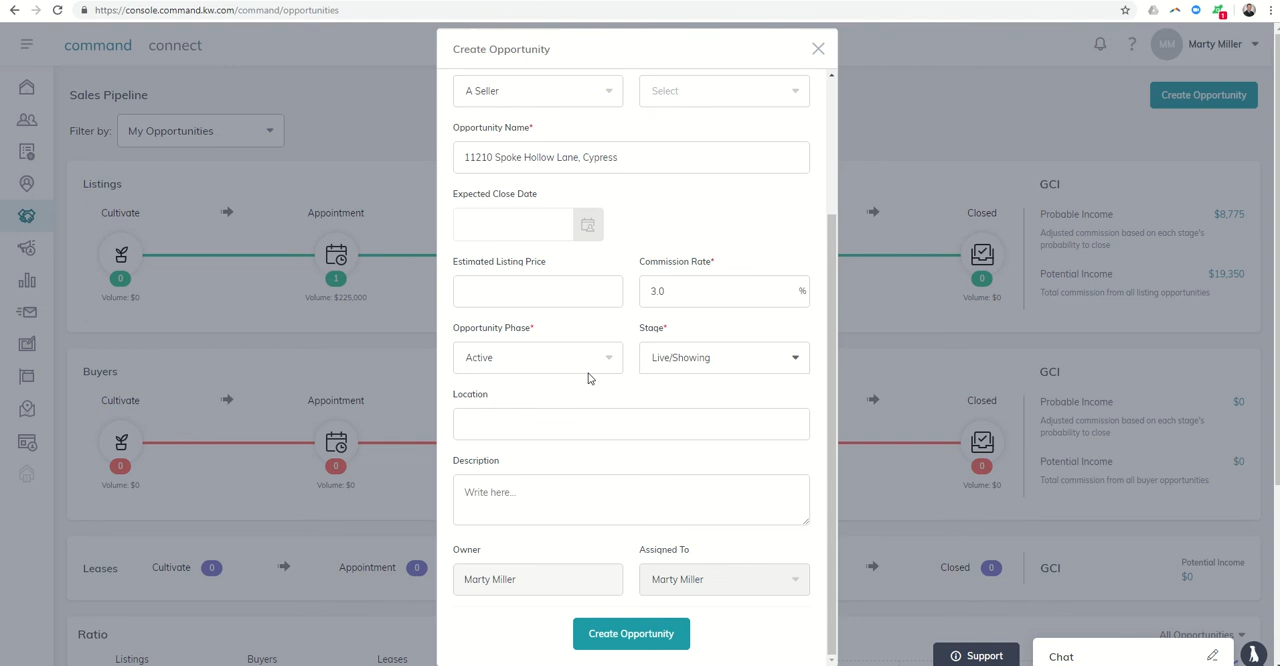 https://console.command.kw.com/command/opportunities
1
command connect
MM Marty Miller
Sales Pipeline
Create Opportunity
Filter by: My Opportunities
Listings
Cultivate
Appointment
0
1
Volume: $0
Volume: $225,000
Closed
0
Volume: $0
GCI
Probable Income $8,775
Adjusted commission based on each stage's
probability to close
Potential Income $19,350
Total commission from all listing opportunities
Buyers
Cultivate
Appointment
0
0
Volume: $0
Volume: $0
Closed
0
Volume: $0
GCI
Probable Income $0
Adjusted commission based on each stage's
probability to close
Potential Income $0
Total commission from all buyer opportunities
Leases Cultivate 0 Appointment 0
Closed 0 GCI
Potential Income
$0
Ratio
All Opportunities
Listings Buyers Leases
Create Opportunity
A Seller
Select
Opportunity Name*
11210 Spoke Hollow Lane, Cypress
Expected Close Date
Estimated Listing Price
Commission Rate*
3.0 %
Opportunity Phase*
Stage*
Active
Live/Showing
Location
Description
Write here...
Owner
Assigned To
Marty Miller
Marty Miller
Create Opportunity
Support
Chat